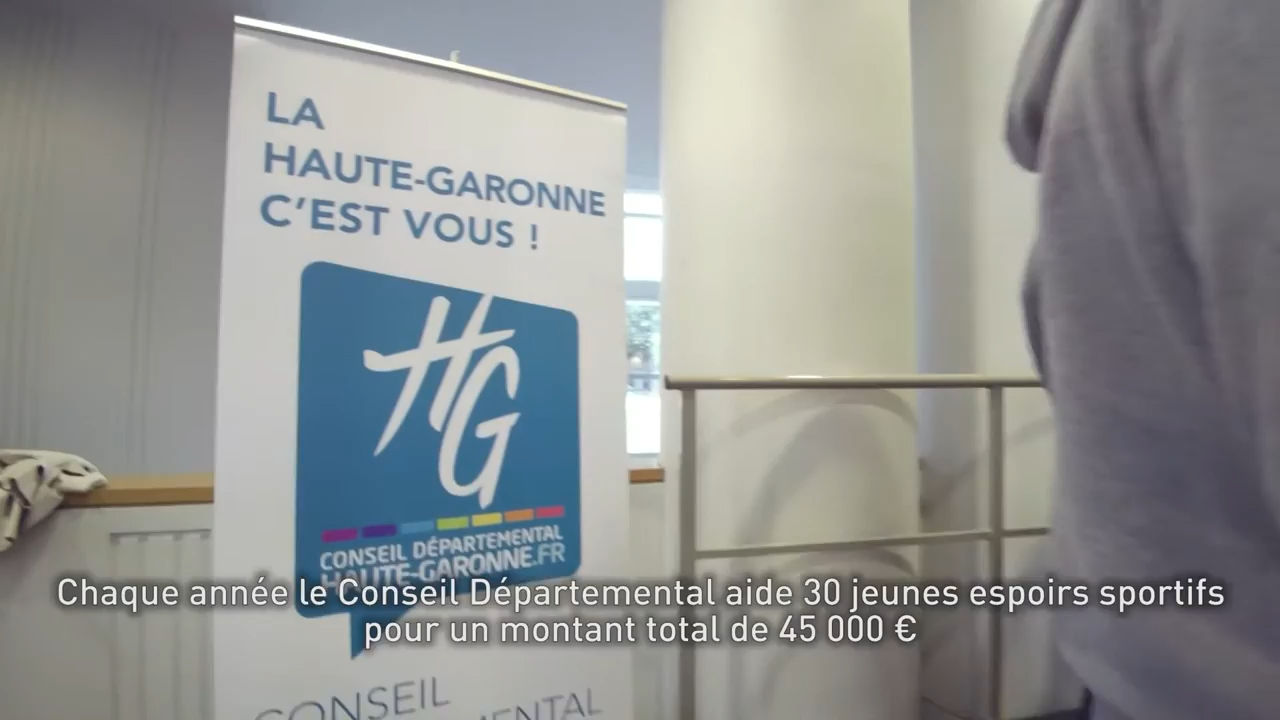 LA
HAUTE-GARONNE
C'EST VOUS !
HG
CONSEIL DÉPARTEMENTAL
HAUTE-GARONNE.FR
Chaque année le Conseil Départemental aide 30 jeunes espoirs sportifs
pour un montant total de 45 000 €
CONSEIL